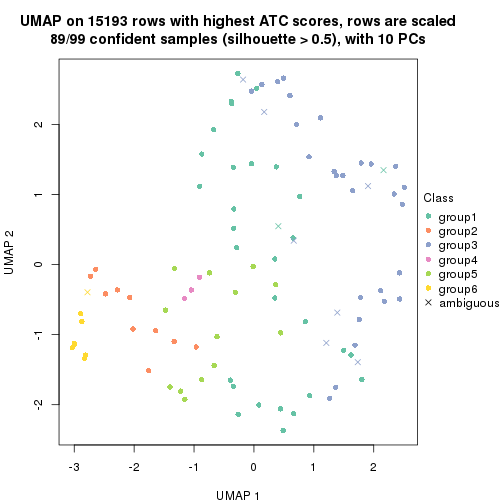 UMAP on 15193 rows with highest ATC scores, rows are scaled
89/99 confident samples (silhouette > 0.5), with 10 PCs
UMAP 2
2
1
0
-1
-2
-3
-2
-1
0
1
2
UMAP 1
Class
group1
group2
group3
group4
group5
group6
ambiguous